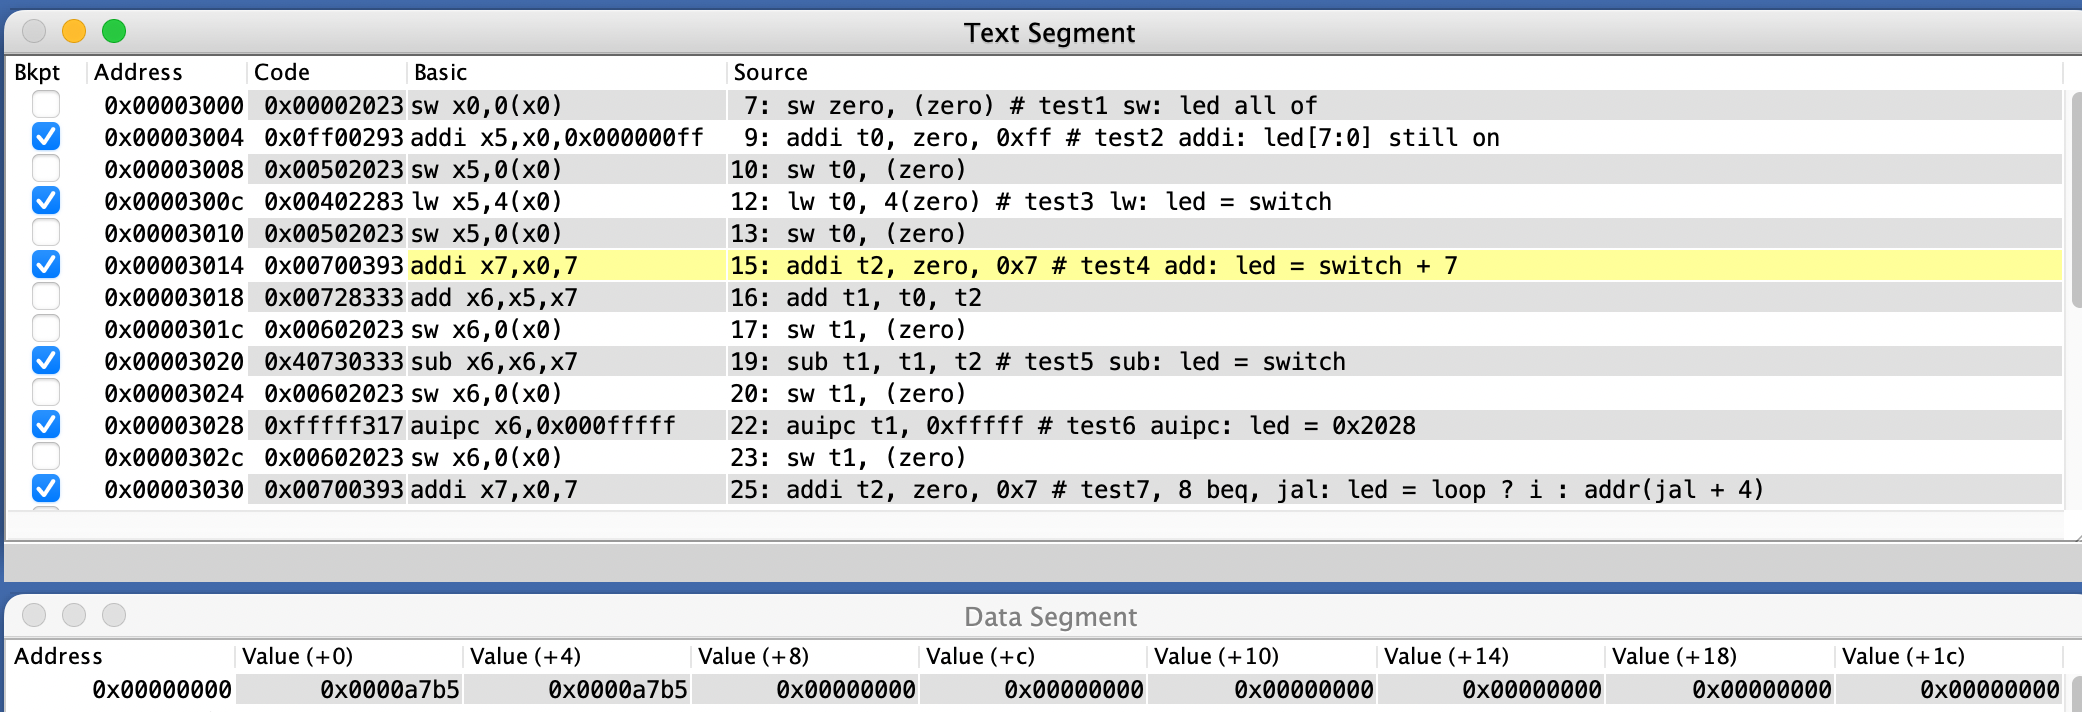 Text Segment
Bkpt Address Code Basic Source
0x00003000 0x00002023 sw x0,0(x0) 7: sw zero, (zero) # test1 sw: led all of
0x00003004 0x0ff00293 addi x5,x0,0x000000ff 9: addi t0, zero, 0xff # test2 addi: led[7:0] still on
0x00003008 0x00502023 sw x5,0(x0) 10: sw t0, (zero)
0x0000300c 0x00402283 lw x5,4(x0) 12: lw t0, 4(zero) # test3 lw: led = switch
0x00003010 0x00502023 sw x5,0(x0) 13: sw t0, (zero)
0x00003014 0x00700393 addi x7,x0,7 15: addi t2, zero, 0x7 # test4 add: led = switch + 7
0x00003018 0x00728333 add x6,x5,x7 16: add t1, t0, t2
0x0000301c 0x00602023 sw x6,0(x0) 17: sw t1, (zero)
0x00003020 0x40730333 sub x6,x6,x7 19: sub t1, t1, t2 # test5 sub: led = switch
0x00003024 0x00602023 sw x6,0(x0) 20: sw t1, (zero)
0x00003028 0xfffff317 auipc x6,0x000fffff 22: auipc t1, 0xfffff # test6 auipc: led = 0x2028
0x0000302c 0x00602023 sw x6,0(x0) 23: sw t1, (zero)
0x00003030 0x00700393 addi x7,x0,7 25: addi t2, zero, 0x7 # test7, 8 beq, jal: led = loop ? i : addr(jal + 4)
Data Segment
Address Value (+0) Value (+4) Value (+8) Value (+c) Value (+10) Value (+14) Value (+18) Value (+1c)
0x00000000 0x0000a7b5 0x0000a7b5 0x00000000 0x00000000 0x00000000 0x00000000 0x00000000 0x00000000